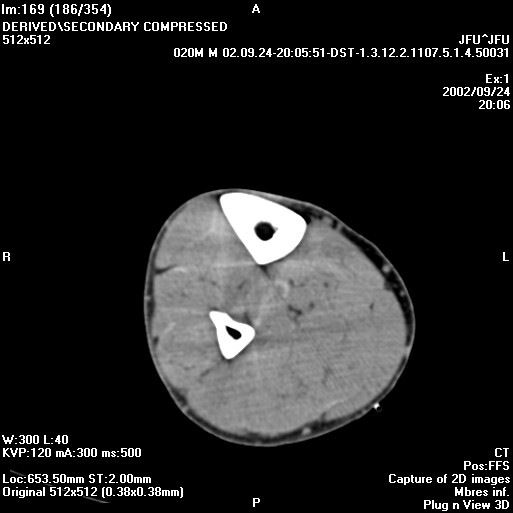 Im:169 (186/354)
A
DERIVED\SECONDARY COMPRESSED
512x512
JFU^JFU
020M M 02.09.24-20:05:51-DST-1.3.12.2.1107.5.1.4.50031
Ex:1
2002/09/24
20:06
R
L
W:300 L:40
KVP:120 mA:300 ms:500
CT
Pos:FFS
Loc:653.50mm ST:2.00mm
Capture of 2D images
Original 512x512 (0.38x0.38mm)
Mbres inf.
P
Plug n View 3D